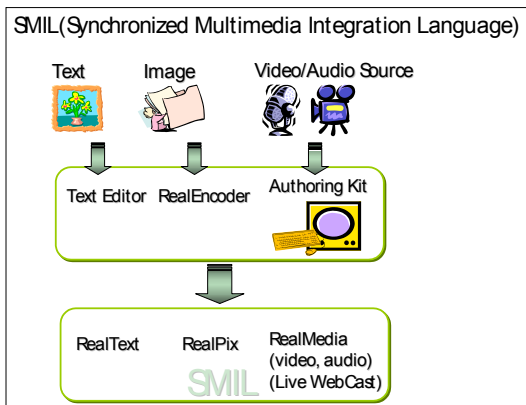 SMIL(Synchronized Multimedia Integration Language)
Text Image Video/Audio Source
Text Editor RealEncoder Authoring Kit
RealText RealPix RealMedia
(video, audio)
(Live WebCast)
SMIL